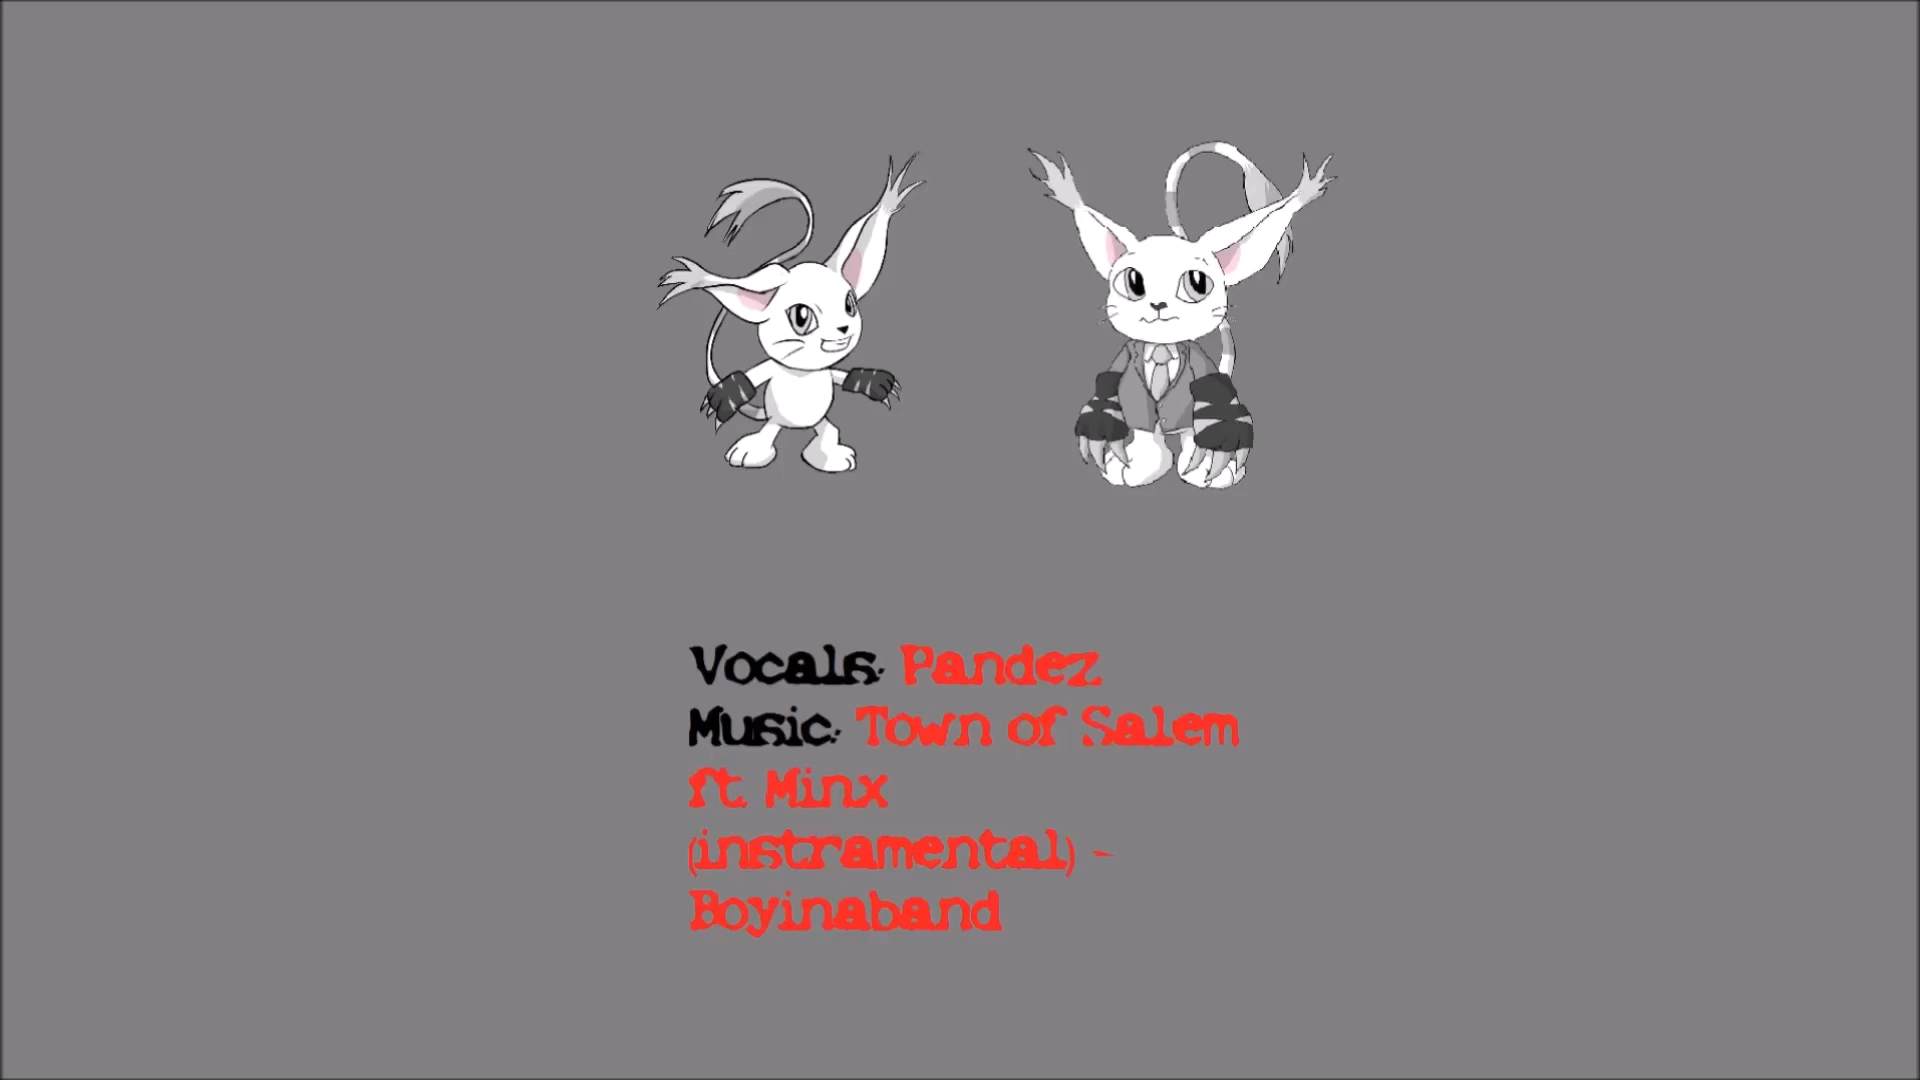 Vocals: Pandez
Music: Town of Salem
ft. Minx
(instramental) -
Boyinaband